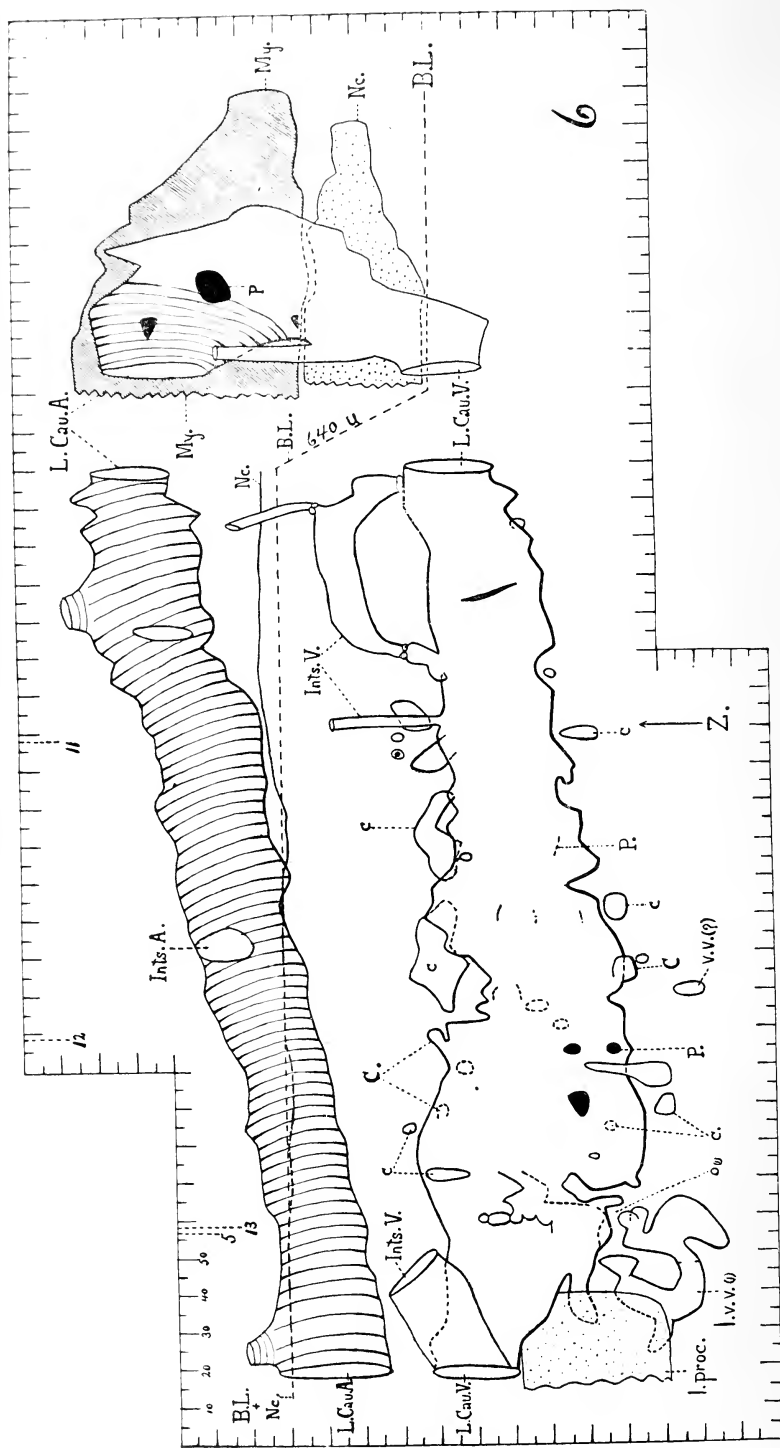 My.
Nc.
B.L.
6
P
L. Cau. A.
My.
B.L.
640 u
L.Cau.V.
Nc.
Ints. V.
11
Ints. A.
12
c
c
Z.
P.
c
c
C
V.V.(?)
C.
P.
c
C.
Ints. V.
13
5
50
40
30
20
10
B.L.
+
Nc.
L.Cau.A.
L.Cau.V.
l.v.v.(1)
l. proc.